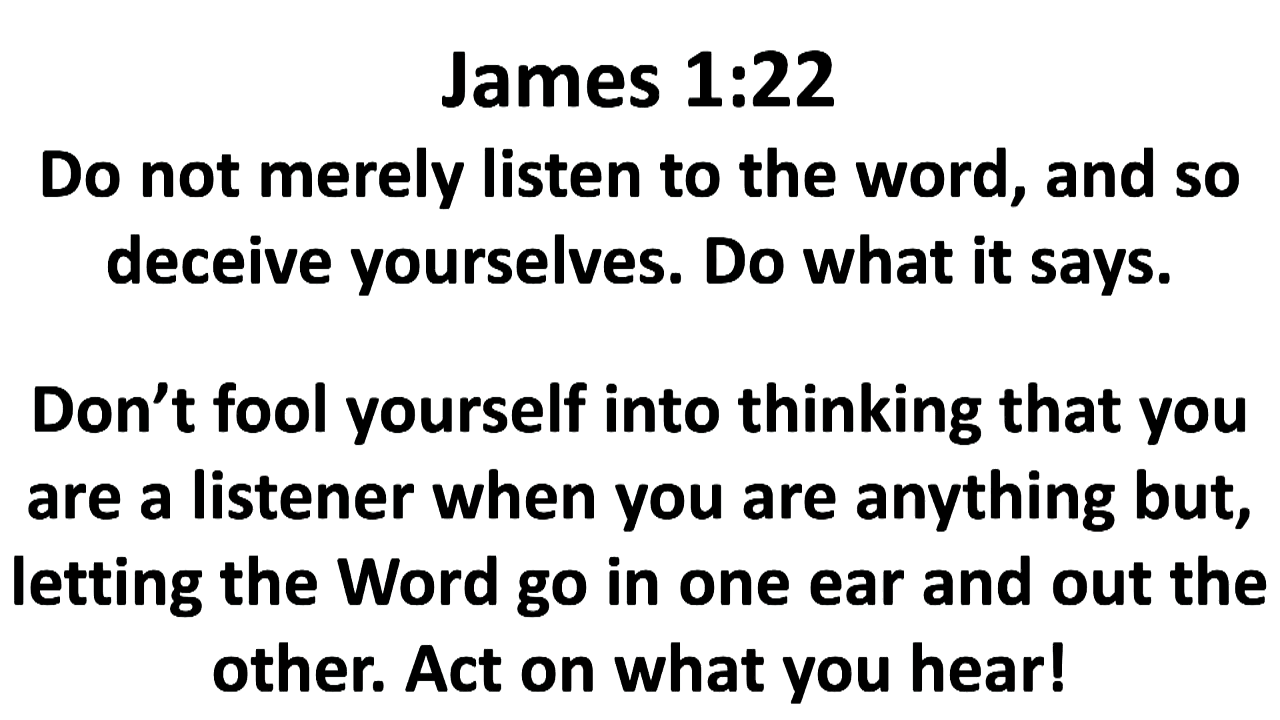 James 1:22
Do not merely listen to the word, and so
deceive yourselves. Do what it says.
Don’t fool yourself into thinking that you
are a listener when you are anything but,
letting the Word go in one ear and out the
other. Act on what you hear!